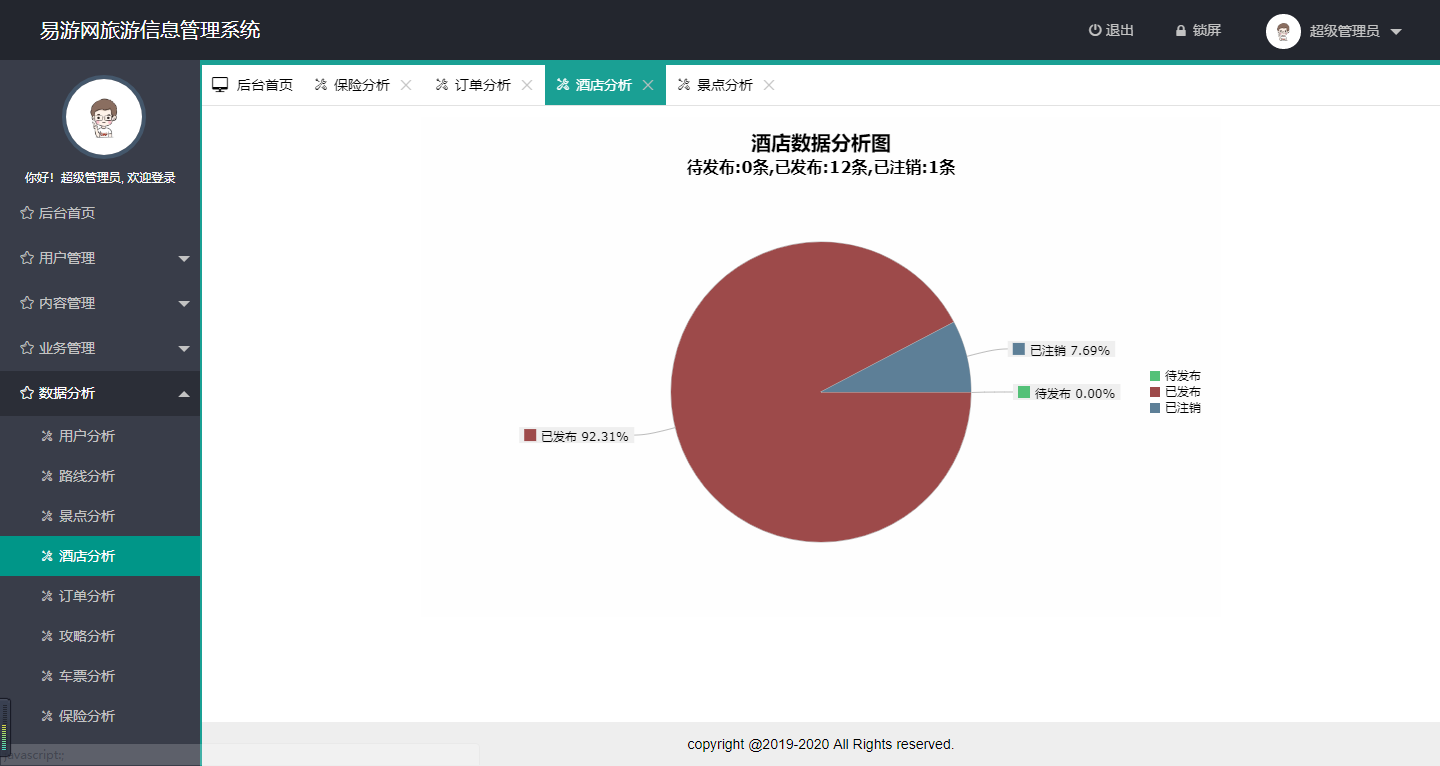 易游网旅游信息管理系统
退出
锁屏
超级管理员
后台首页
保险分析
订单分析
酒店分析
景点分析
你好！超级管理员, 欢迎登录
后台首页
用户管理
内容管理
业务管理
数据分析
用户分析
路线分析
景点分析
酒店分析
订单分析
攻略分析
车票分析
保险分析
javascript:;
酒店数据分析图
待发布:0条,已发布:12条,已注销:1条
已注销 7.69%
待发布 0.00%
已发布 92.31%
待发布
已发布
已注销
copyright @2019-2020 All Rights reserved.